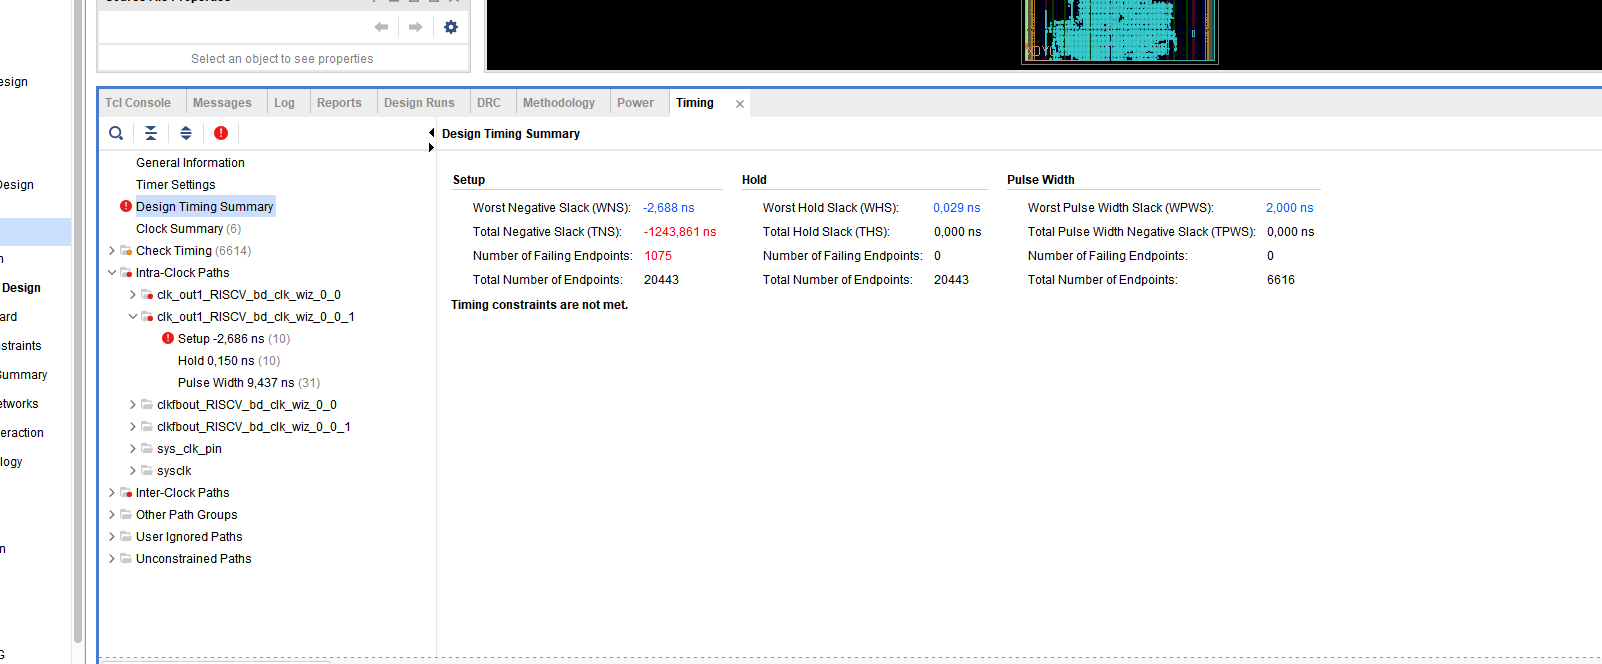 Select an object to see properties
esign
Design
n
Design
ard
straints
Summary
etworks
eraction
logy
n
G
Tcl Console Messages Log Reports Design Runs DRC Methodology Power Timing
General Information
Timer Settings
Design Timing Summary
Clock Summary (6)
Check Timing (6614)
Intra-Clock Paths
clk_out1_RISCV_bd_clk_wiz_0_0
clk_out1_RISCV_bd_clk_wiz_0_0_1
Setup -2,686 ns (10)
Hold 0,150 ns (10)
Pulse Width 9,437 ns (31)
clkfbout_RISCV_bd_clk_wiz_0_0
clkfbout_RISCV_bd_clk_wiz_0_0_1
sys_clk_pin
sysclk
Inter-Clock Paths
Other Path Groups
User Ignored Paths
Unconstrained Paths
Design Timing Summary
Setup Hold Pulse Width
Worst Negative Slack (WNS): -2,688 ns Worst Hold Slack (WHS): 0,029 ns Worst Pulse Width Slack (WPWS): 2,000 ns
Total Negative Slack (TNS): -1243,861 ns Total Hold Slack (THS): 0,000 ns Total Pulse Width Negative Slack (TPWS): 0,000 ns
Number of Failing Endpoints: 1075 Number of Failing Endpoints: 0 Number of Failing Endpoints: 0
Total Number of Endpoints: 20443 Total Number of Endpoints: 20443 Total Number of Endpoints: 6616
Timing constraints are not met.